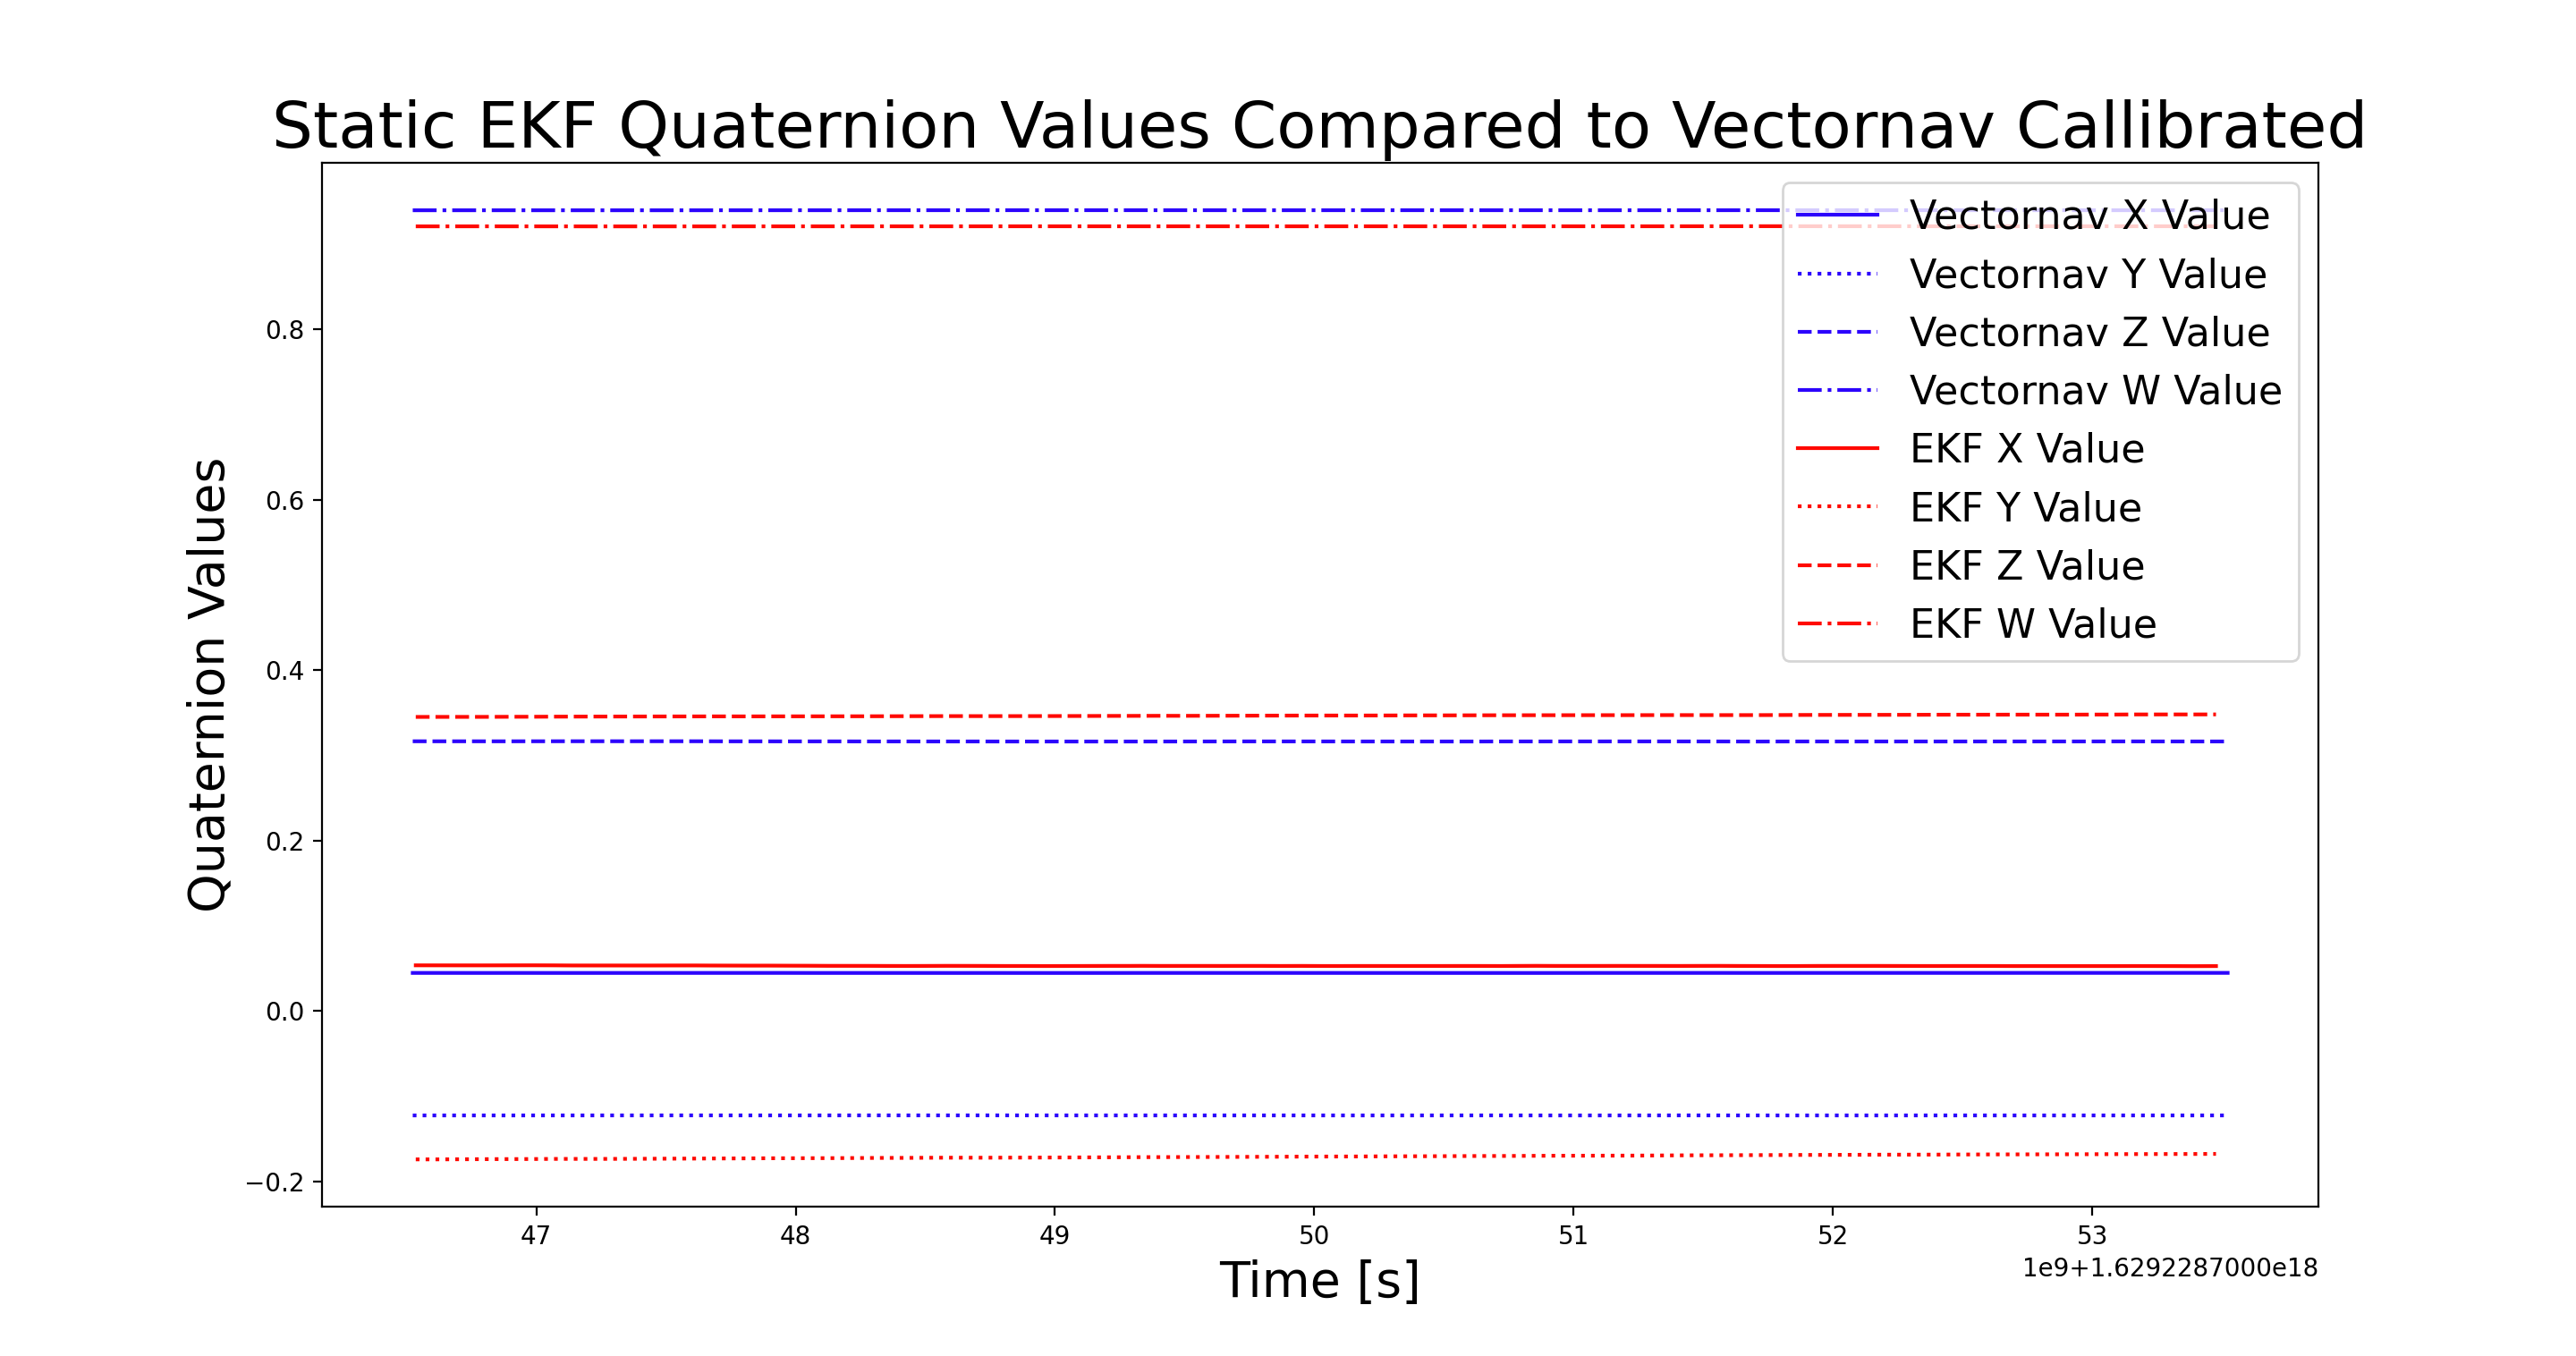 Static EKF Quaternion Values Compared to Vectornav Callibrated
Vectornav X Value
Vectornav Y Value
Vectornav Z Value
Vectornav W Value
EKF X Value
EKF Y Value
EKF Z Value
EKF W Value
Quaternion Values
0.8
0.6
0.4
0.2
0.0
−0.2
47 48 49 50 51 52 53
1e9+1.6292287000e18
Time [s]